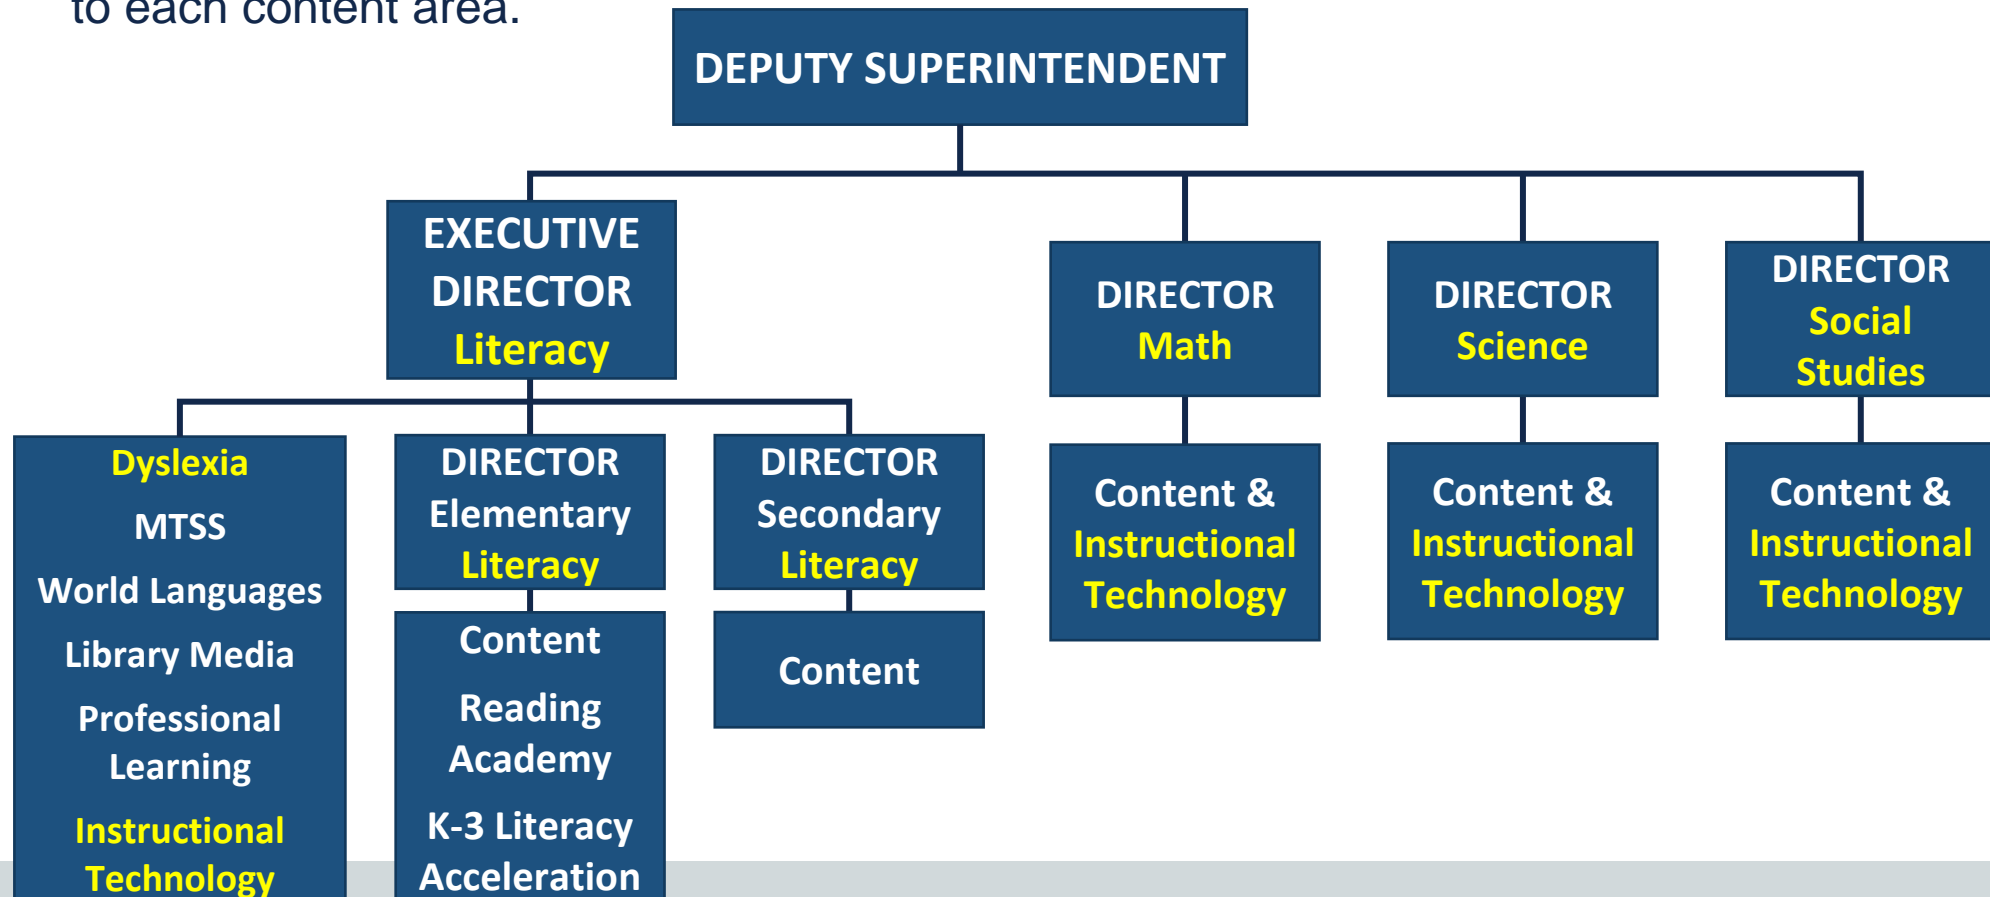 to each content area.
DEPUTY SUPERINTENDENT
EXECUTIVE
DIRECTOR
Literacy
DIRECTOR
Math
DIRECTOR
Science
DIRECTOR
Social
Studies
Dyslexia
MTSS
World Languages
Library Media
Professional
Learning
Instructional
Technology
DIRECTOR
Elementary
Literacy
Content
Reading
Academy
K-3 Literacy
Acceleration
DIRECTOR
Secondary
Literacy
Content
Content &
Instructional
Technology
Content &
Instructional
Technology
Content &
Instructional
Technology